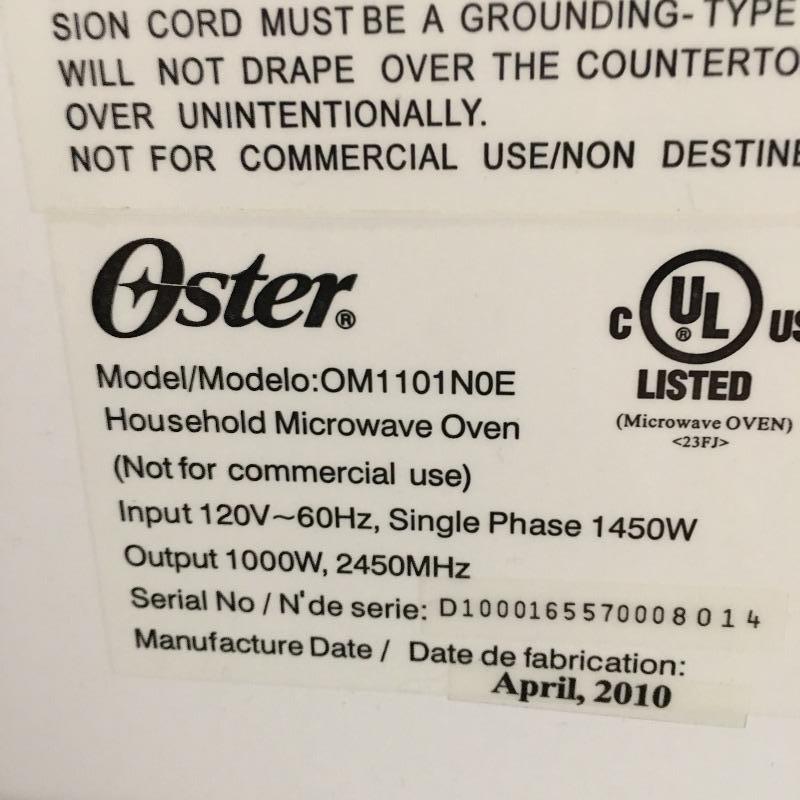 SION CORD MUST BE A GROUNDING-TYPE
WILL NOT DRAPE OVER THE COUNTERTO
OVER UNINTENTIONALLY.
NOT FOR COMMERCIAL USE/NON DESTINE
Oster®
Model/Modelo:OM1101N0E
Household Microwave Oven
(Not for commercial use)
Input 120V~60Hz, Single Phase 1450W
Output 1000W, 2450MHz
Serial No / N'de serie: D1000165570008014
Manufacture Date / Date de fabrication:
April, 2010
C UL® US
LISTED
(Microwave OVEN)
<23FJ>